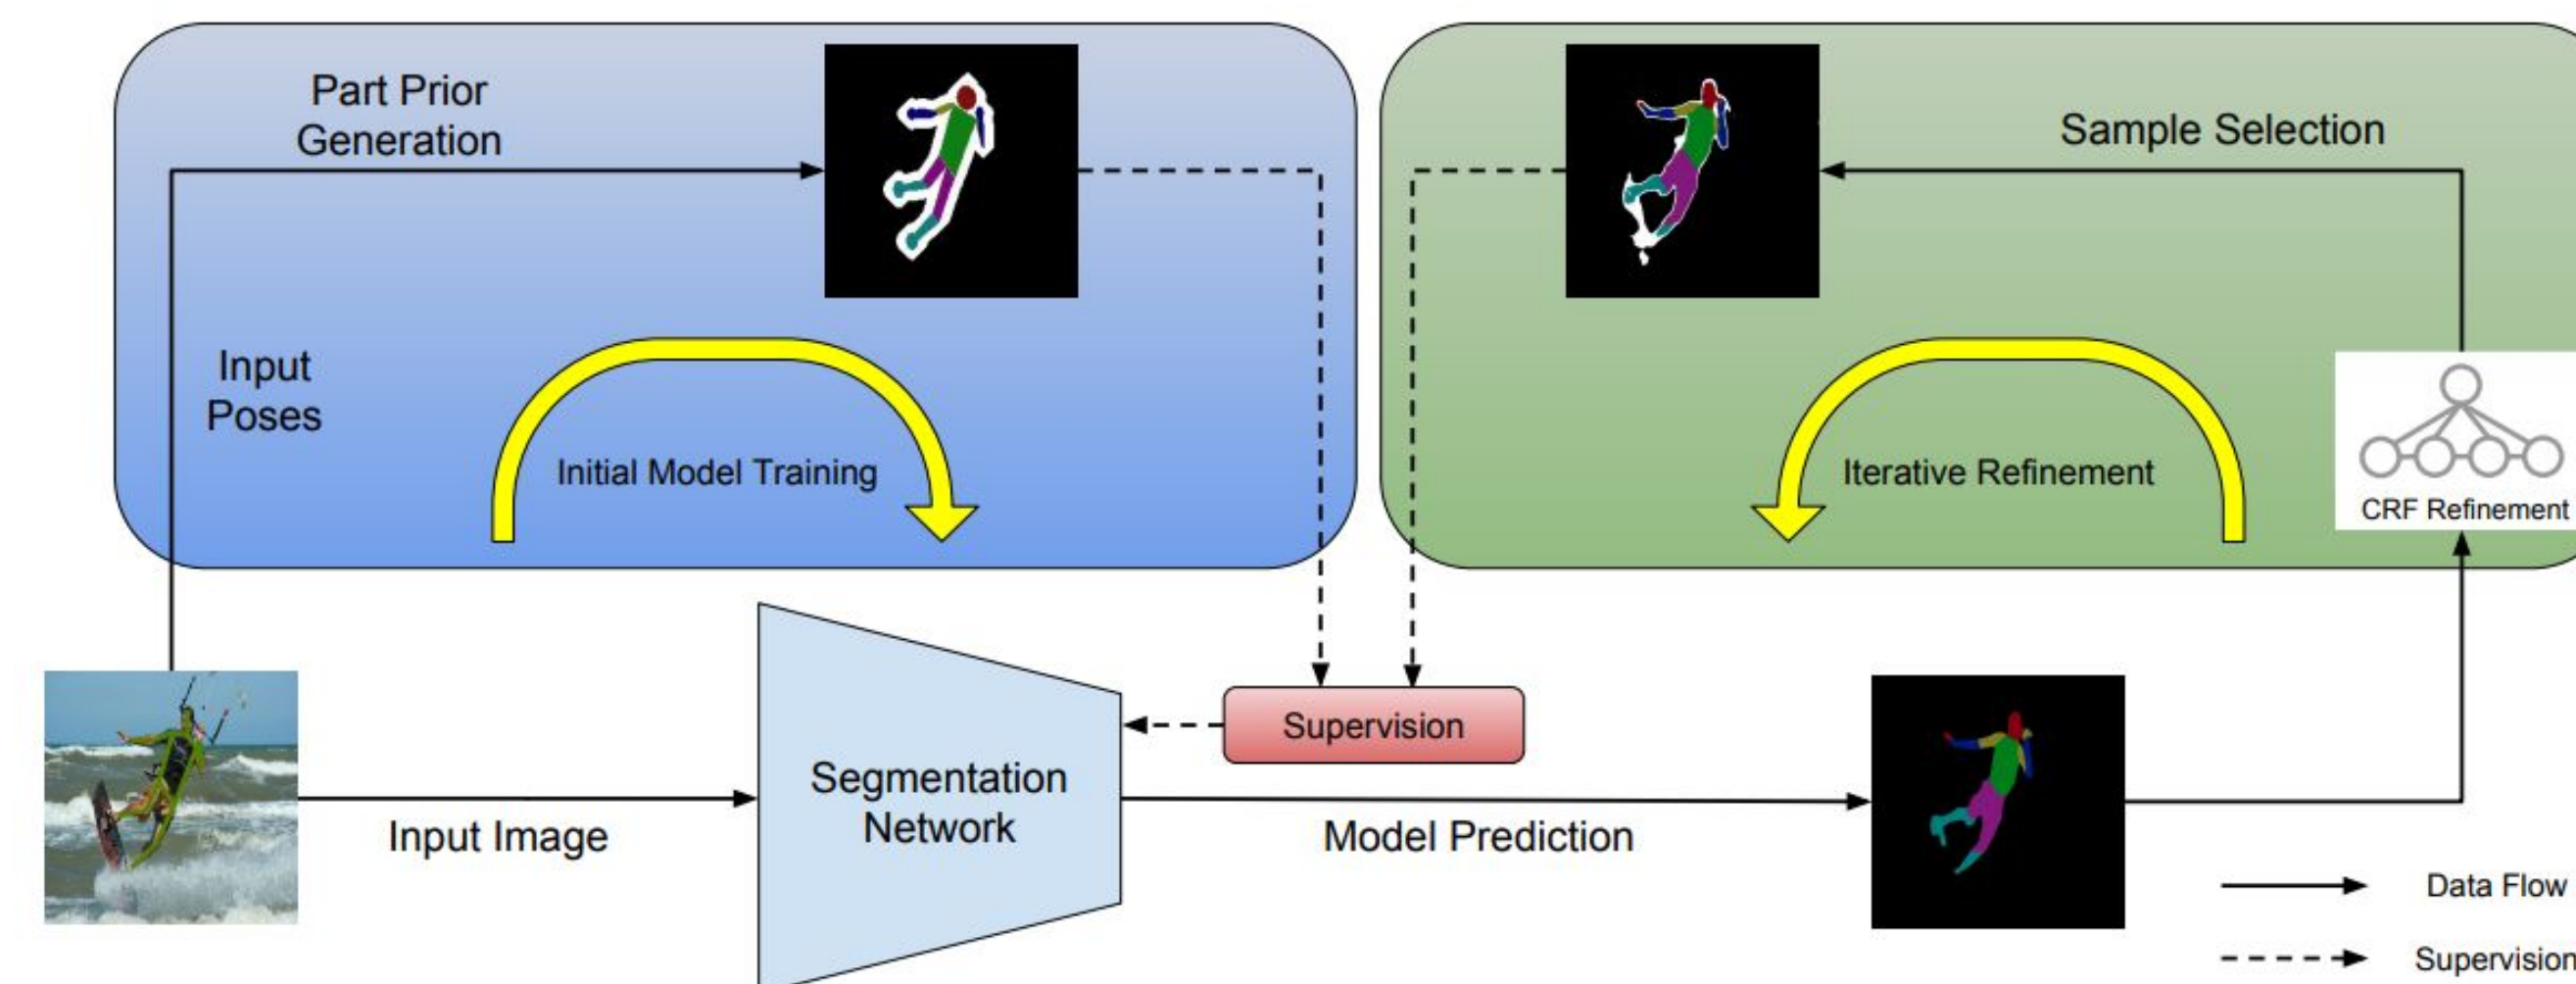 Part Prior
Generation
Sample Selection
Input
Poses
Initial Model Training
Iterative Refinement
CRF Refinement
Supervision
Segmentation
Network
Input Image
Model Prediction
Data Flow
Supervision